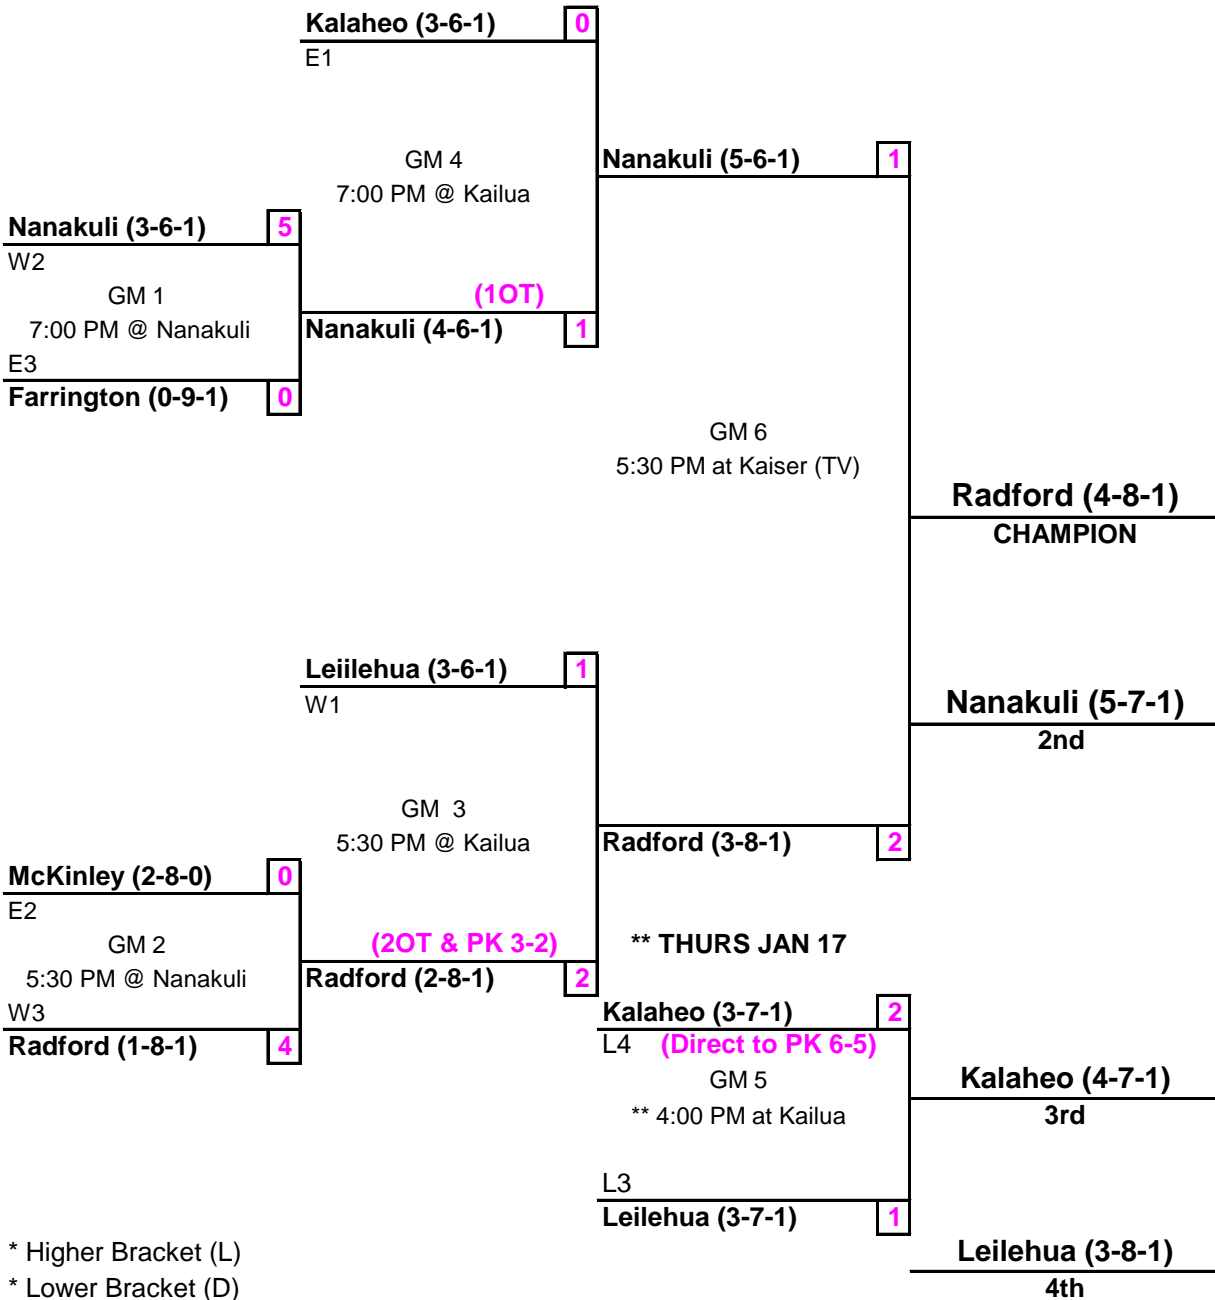 Kalaheo (3-6-1) 0
E1
GM 4
7:00 PM @ Kailua
Nanakuli (5-6-1) 1
Nanakuli (3-6-1) 5
W2
GM 1
7:00 PM @ Nanakuli
E3
Farrington (0-9-1) 0
(1OT)
Nanakuli (4-6-1) 1
GM 6
5:30 PM at Kaiser (TV)
Radford (4-8-1)
CHAMPION
Leiilehua (3-6-1) 1
W1
Nanakuli (5-7-1)
2nd
GM 3
5:30 PM @ Kailua
Radford (3-8-1) 2
McKinley (2-8-0) 0
E2
GM 2
5:30 PM @ Nanakuli
W3
Radford (1-8-1) 4
(2OT & PK 3-2)
Radford (2-8-1) 2
** THURS JAN 17
Kalaheo (3-7-1) 2
L4 (Direct to PK 6-5)
GM 5
** 4:00 PM at Kailua
L3
Leilehua (3-7-1) 1
Kalaheo (4-7-1)
3rd
Leilehua (3-8-1)
4th
* Higher Bracket (L)
* Lower Bracket (D)